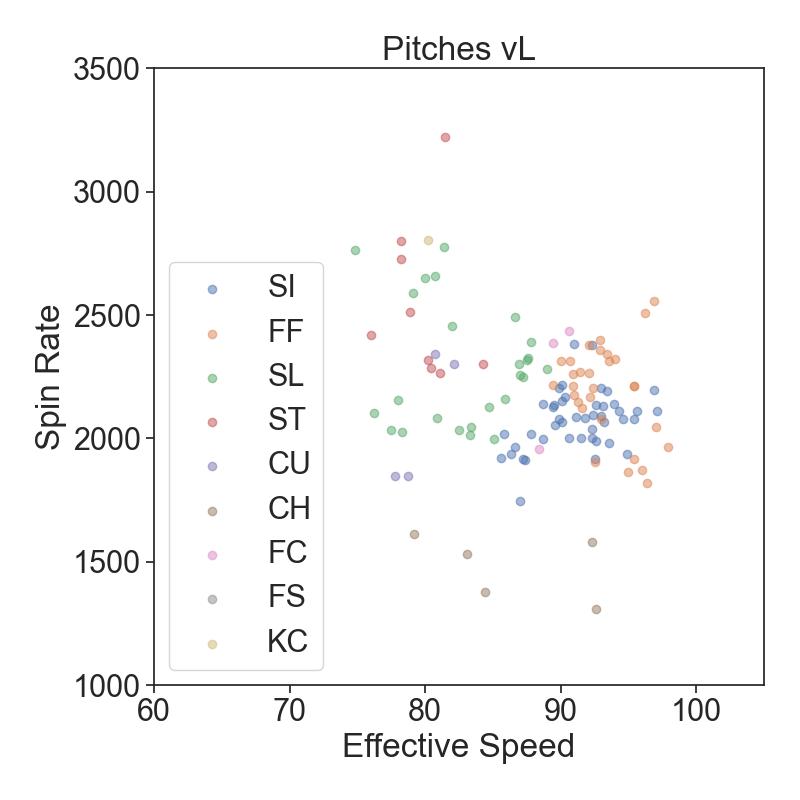 Pitches vL
3500
3000
2500
2000
1500
1000
Spin Rate
SI
FF
SL
ST
CU
CH
FC
FS
KC
60 70 80 90 100
Effective Speed